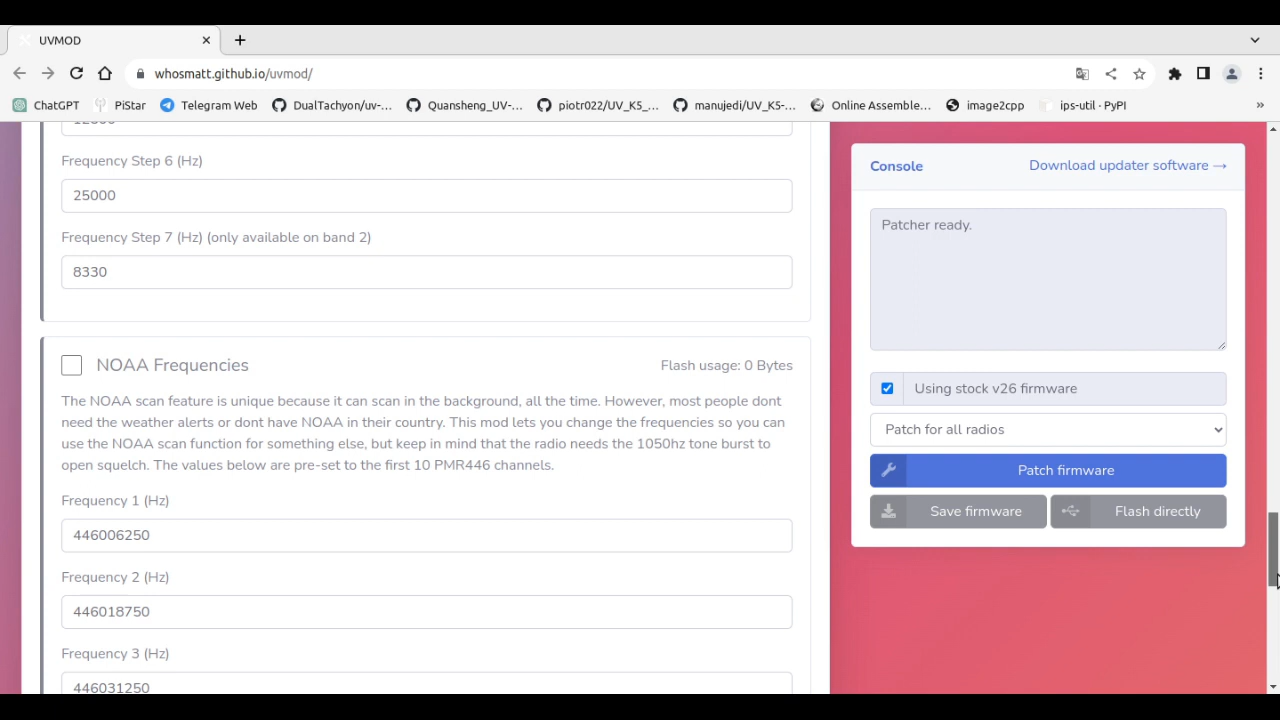 UVMOD
whosmatt.github.io/uvmod/
ChatGPT PiStar Telegram Web DualTachyon/uv-... Quansheng_UV-... piotr022/UV_K5_... manujedi/UV_K5-... Online Assemble... image2cpp ips-util · PyPI »
Frequency Step 6 (Hz)
25000
Frequency Step 7 (Hz) (only available on band 2)
8330
NOAA Frequencies Flash usage: 0 Bytes
The NOAA scan feature is unique because it can scan in the background, all the time. However, most people dont
need the weather alerts or dont have NOAA in their country. This mod lets you change the frequencies so you can
use the NOAA scan function for something else, but keep in mind that the radio needs the 1050hz tone burst to
open squelch. The values below are pre-set to the first 10 PMR446 channels.
Frequency 1 (Hz)
446006250
Frequency 2 (Hz)
446018750
Frequency 3 (Hz)
446031250
Console Download updater software →
Patcher ready.
Using stock v26 firmware
Patch for all radios
Patch firmware
Save firmware Flash directly